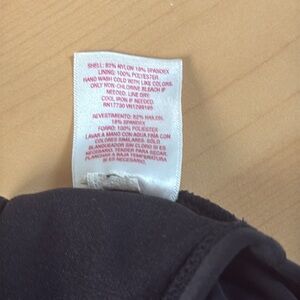 SHELL: 82% NYLON 18% SPANDEX
LINING: 100% POLYESTER
HAND WASH COLD WITH LIKE COLORS.
ONLY NON-CHLORINE BLEACH IF
NEEDED. LINE DRY.
COOL IRON IF NEEDED.
RN17730
REVESTIMIENTO: 82% NAILON,
18% SPANDEX
FORRO: 100% POLIESTER
LAVAR A MANO CON AGUA FRIA CON
COLORES SIMILARES. SOLO
BLANQUEADOR SIN CLORO SI ES
NECESARIO. TENDER PARA SECAR.
PLANCHAR A BAJA TEMPERATURA
SI ES NECESARIO.